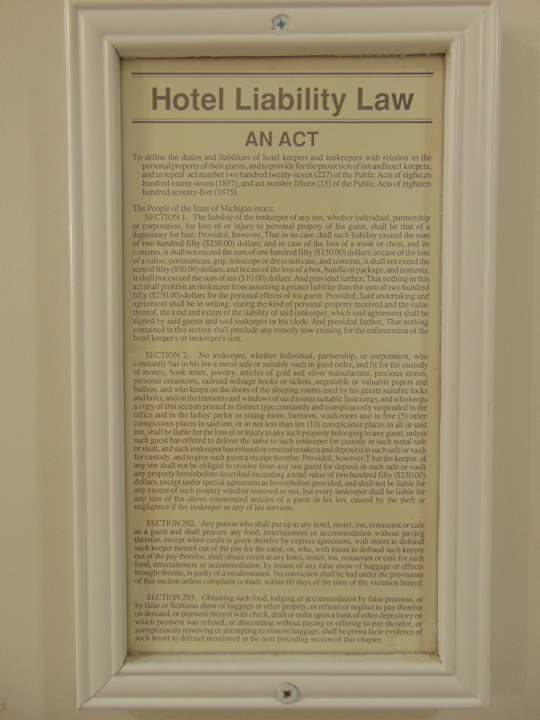 Hotel Liability Law
AN ACT
To define the duties and liabilities of hotel keepers and innkeepers with relation to the
personal property of their guests, and to provide for the protection of inn and hotel keepers,
and to repeal act number two hundred twenty-seven (227) of the Public Acts of eighteen
hundred ninety-seven (1897), and act number fifteen (15) of the Public Acts of eighteen
hundred seventy-five (1875).
The People of the State of Michigan enact:
SECTION 1. The liability of the innkeeper of any inn, whether individual, partnership
or corporation, for loss of or injury to personal propety of his guest, shall be that of a
depository for hire: Provided, however, That in no case shall such liability exceed the sum
of two hundred fifty ($250.00) dollars; and in case of the loss of a trunk or chest, and its
contents, it shall not exceed the sum of one hundred fifty ($150.00); in case of the loss
of a valise, portmanteau, grip, telescope or dress suit case, and contents, it shall not exceed the
sum of fifty ($50.00) dollars; and in case of the loss of a box, bundle or package, and contents,
it shall not exceed the sum of ten ($10.00) dollars: And provided further, That nothing in this
act shall prohibit an innkeeper from assuming a greater liability than the sum of two hundred
fifty ($250.00) dollars for the personal effects of his guest: Provided, Said undertaking and
agreement shall be in writing, stating the kind of personal property received and the value
thereof, the kind and extent of the liability of said innkeeper, which said agreement shall be
signed by said guests and said innkeeper or his clerk: And provided further, That nothing
contained in this section shall preclude any remedy now existing for the enforcement of the
hotel keeper's or innkeeper's lien.
SECTION 2. No innkeeper, whether individual, partnership, or corporation, who
constantly has in his inn a metal safe or suitable vault in good order, and fit for the custody
of money, bank notes, jewelry, articles of gold and silver manufacture, precious stones,
personal ornaments, railroad mileage books or tickets, negotiable or valuable papers and
bullion, and who keeps on the doors of the sleeping rooms used by his guests suitable locks
and bolts, and on the transoms and windows of said rooms suitable fastenings, and who keeps
a copy of this section printed in distinct type constantly and conspicuously suspended in the
office and in the ladies' parlor or sitting room, barroom, wash-room and in five (5) other
conspicuous places in said inn, or in not less than ten (10) conspicuous places in all in said
inn, shall be liable for the loss of or injury to any such property belonging to any guest, unless
such guest has offered to deliver the same to such innkeeper for custody in such metal safe
or vault, and such innkeeper has refused or omitted to take it and deposit it in such safe or vault
for custody, and to give such guest a receipt therefor: Provided, however, T hat the keeper of
any inn shall not be obliged to receive from any one guest for deposit in such safe or vault
any property hereinbefore described exceeding a total value of two hundred fifty ($250.00)
dollars, except under special agreement as hereinbefore provided, and shall not be liable for
any excess of such property whether received or not, but every innkeeper shall be liable for
any loss of the above enumerated articles of a guest in his inn, caused by the theft or
negligence if the innkeeper or any of his servants.
SECTION 292. Any person who shall put up at any hotel, motel, inn, restaurant or cafe
as a guest and shall procure any food, entertainment or accommodation without paying
therefor, except when credit is given therefor by express agreement, with intent to defraud
such keeper thereof out of the pay for the same, or, who, with intent to defraud such keeper
out of the pay therefor, shall obtain credit at any hotel, motel, inn, restaurant or cafe for such
food, entertainment or accommodation, by means of any false show of baggage or effects
brought thereto, is guilty of a misdemeanor. No conviction shall be had under the provisions
of this section unless complaint is made within 60 days of the time of the violation hereof.
SECTION 293. Obtaining such food, lodging or accommodation by false pretense, or
by false or fictitious show of baggage or other property, or refusal or neglect to pay therefor
on demand, or payment thereof with check, draft or order upon a bank of other depository on
which payment was refused, or absconding without paying or offering to pay therefor, or
surreptitiously removing or attempting to remove baggage, shall be prima facie evidence of
such intent to defraud mentioned in the next preceding section of this chapter.